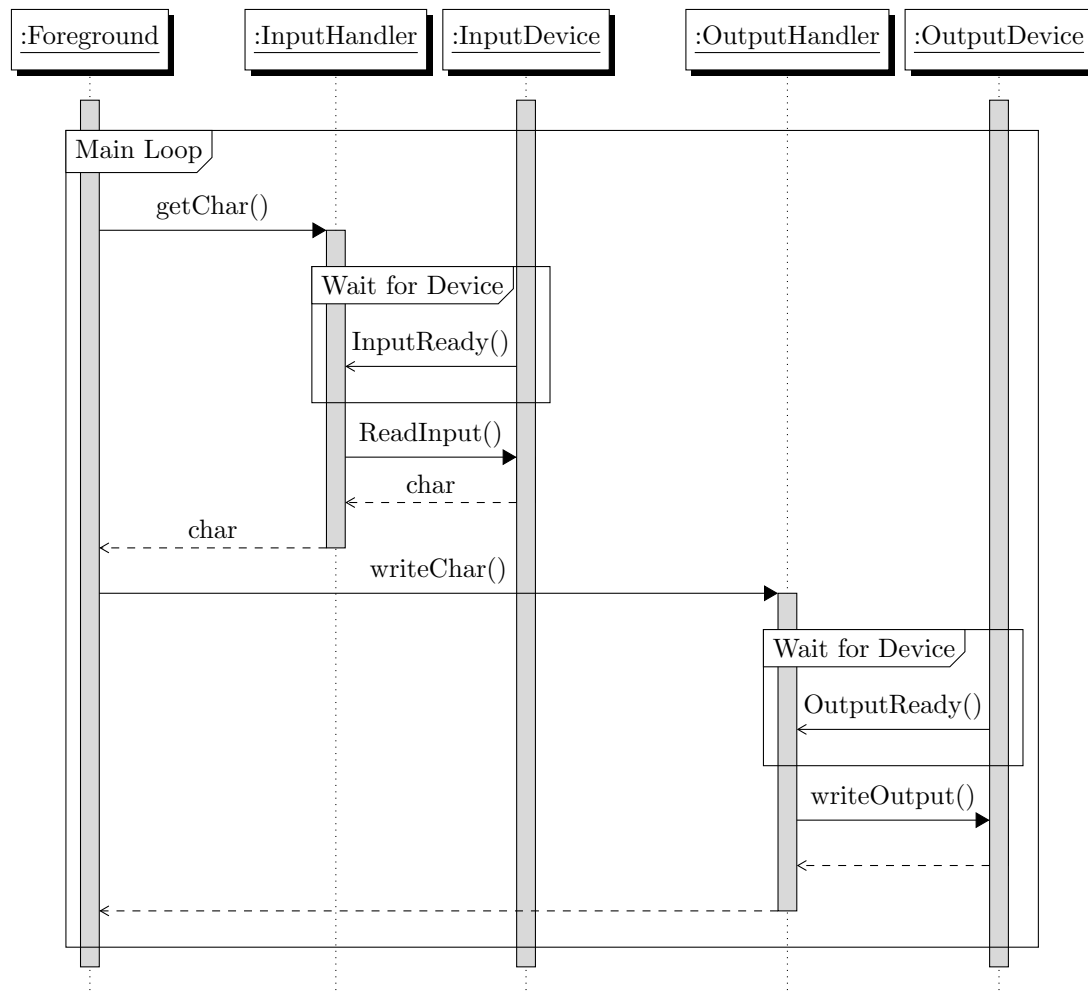 :Foreground
:InputHandler
:InputDevice
:OutputHandler
:OutputDevice
Main Loop
getChar()
Wait for Device
InputReady()
ReadInput()
char
char
writeChar()
Wait for Device
OutputReady()
writeOutput()